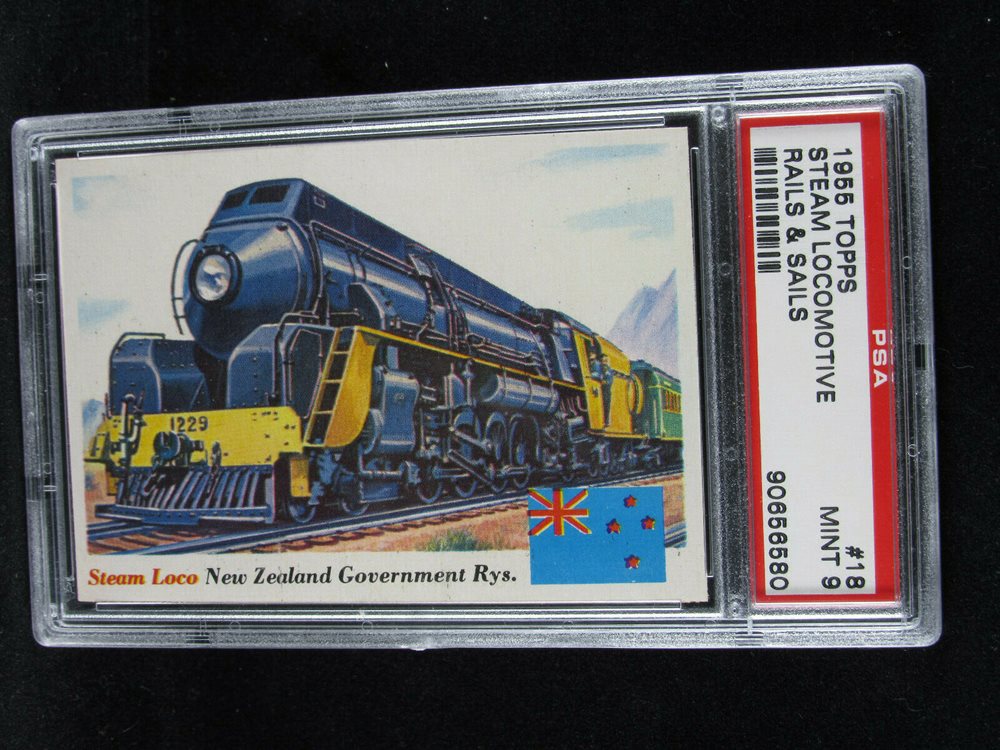 1229
Steam Loco New Zealand Government Rys.
1955 TOPPS #18
STEAM LOCOMOTIVE MINT 9
RAILS & SAILS 90656580
PSA